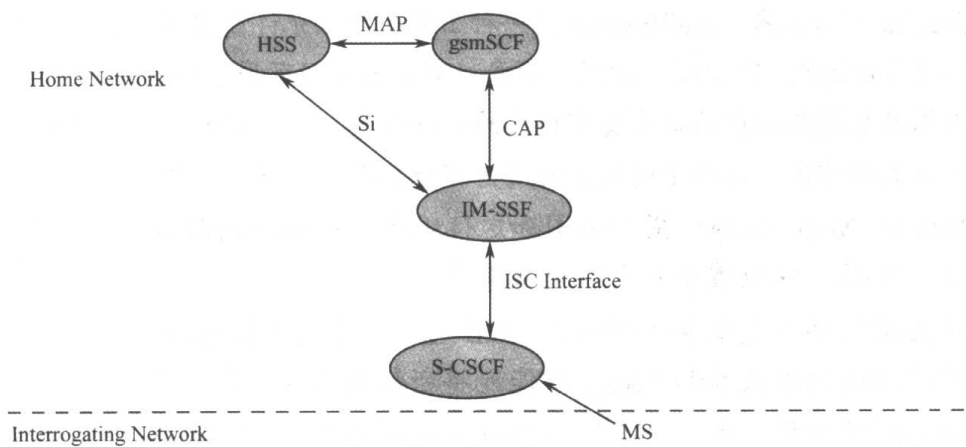 MAP
HSS
gsmSCF
Home Network
Si
CAP
IM-SSF
ISC Interface
S-CSCF
MS
Interrogating Network